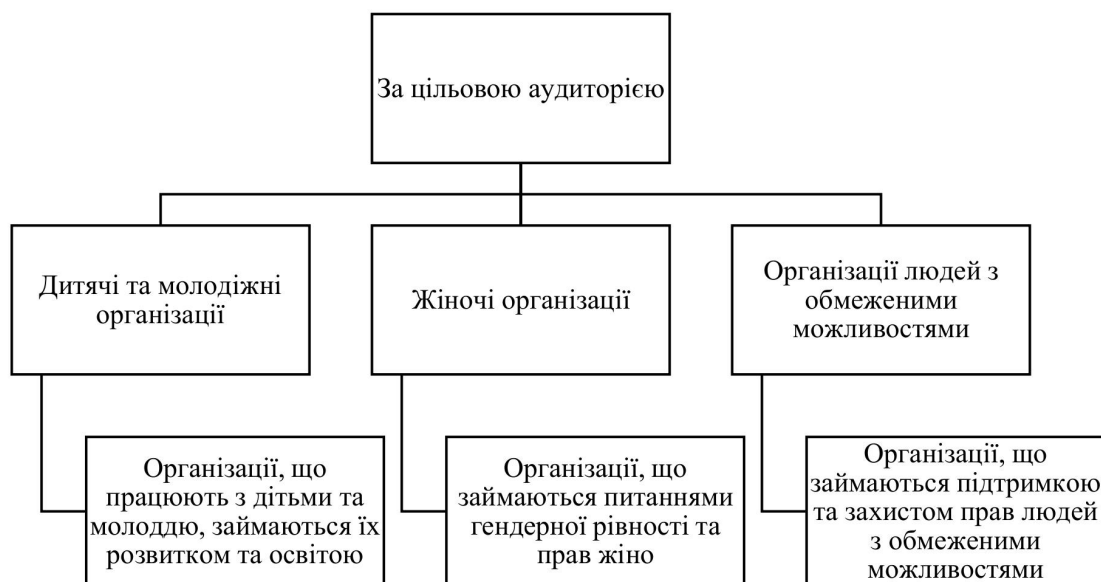 За цільовою аудиторією
Дитячі та молодіжні
організації
Жіночі організації
Організації людей з
обмеженими
можливостями
Організації, що
працюють з дітьми та
молоддю, займаються їх
розвитком та освітою
Організації, що
займаються питаннями
гендерної рівності та
прав жіно
Організації, що
займаються підтримкою
та захистом прав людей
з обмеженими
можливостями